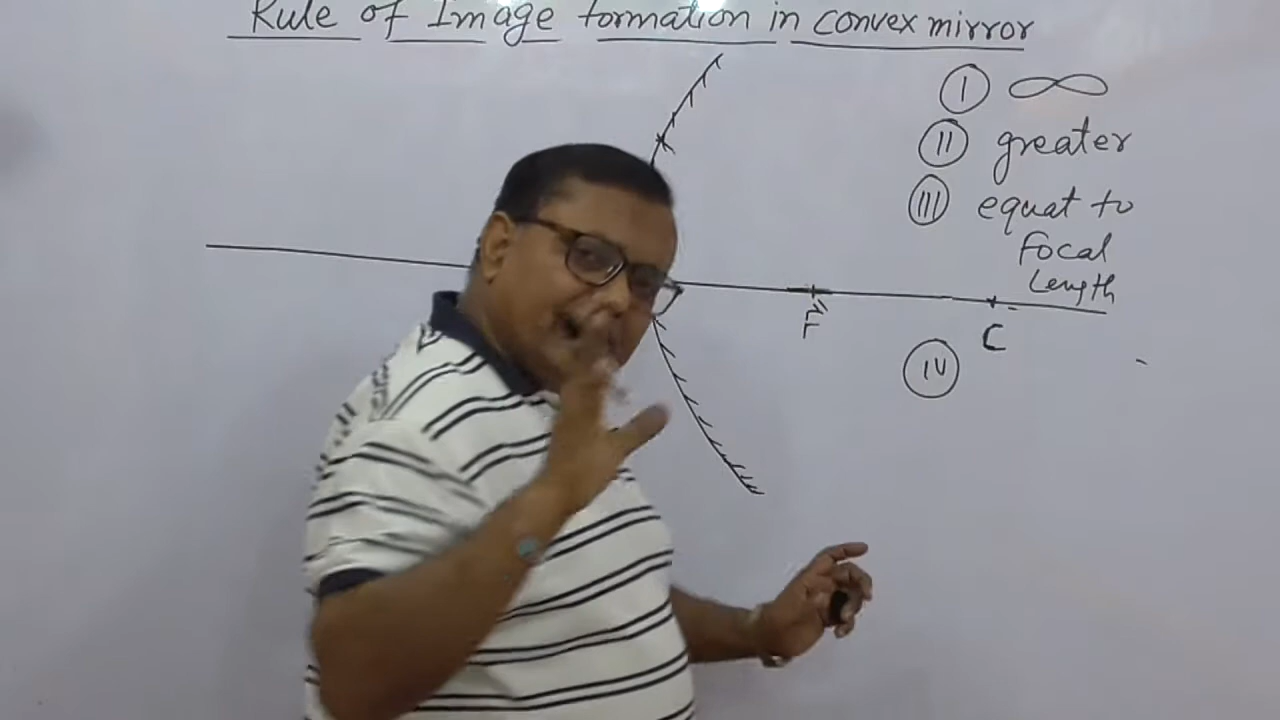 Rule of Image formation in convex mirror
I ∞
II greater
III equat to
Focal
Length
F
C
IV